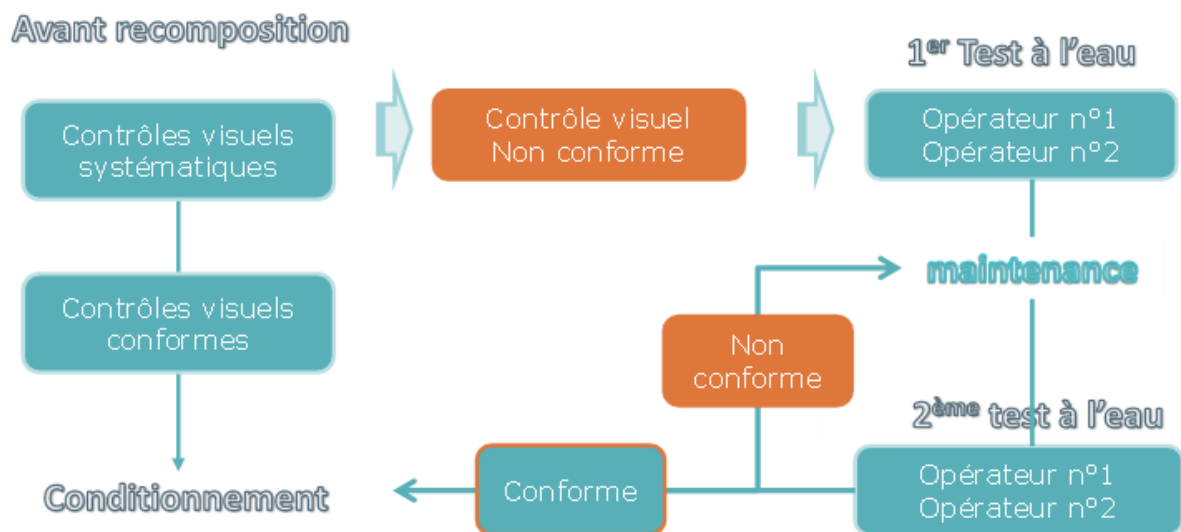 Avant recomposition
1er Test à l'eau
Contrôles visuels
systématiques
Contrôle visuel
Non conforme
Opérateur n°1
Opérateur n°2
maintenance
Contrôles visuels
conformes
Non
conforme
2ème test à l'eau
Conditionnement
Conforme
Opérateur n°1
Opérateur n°2